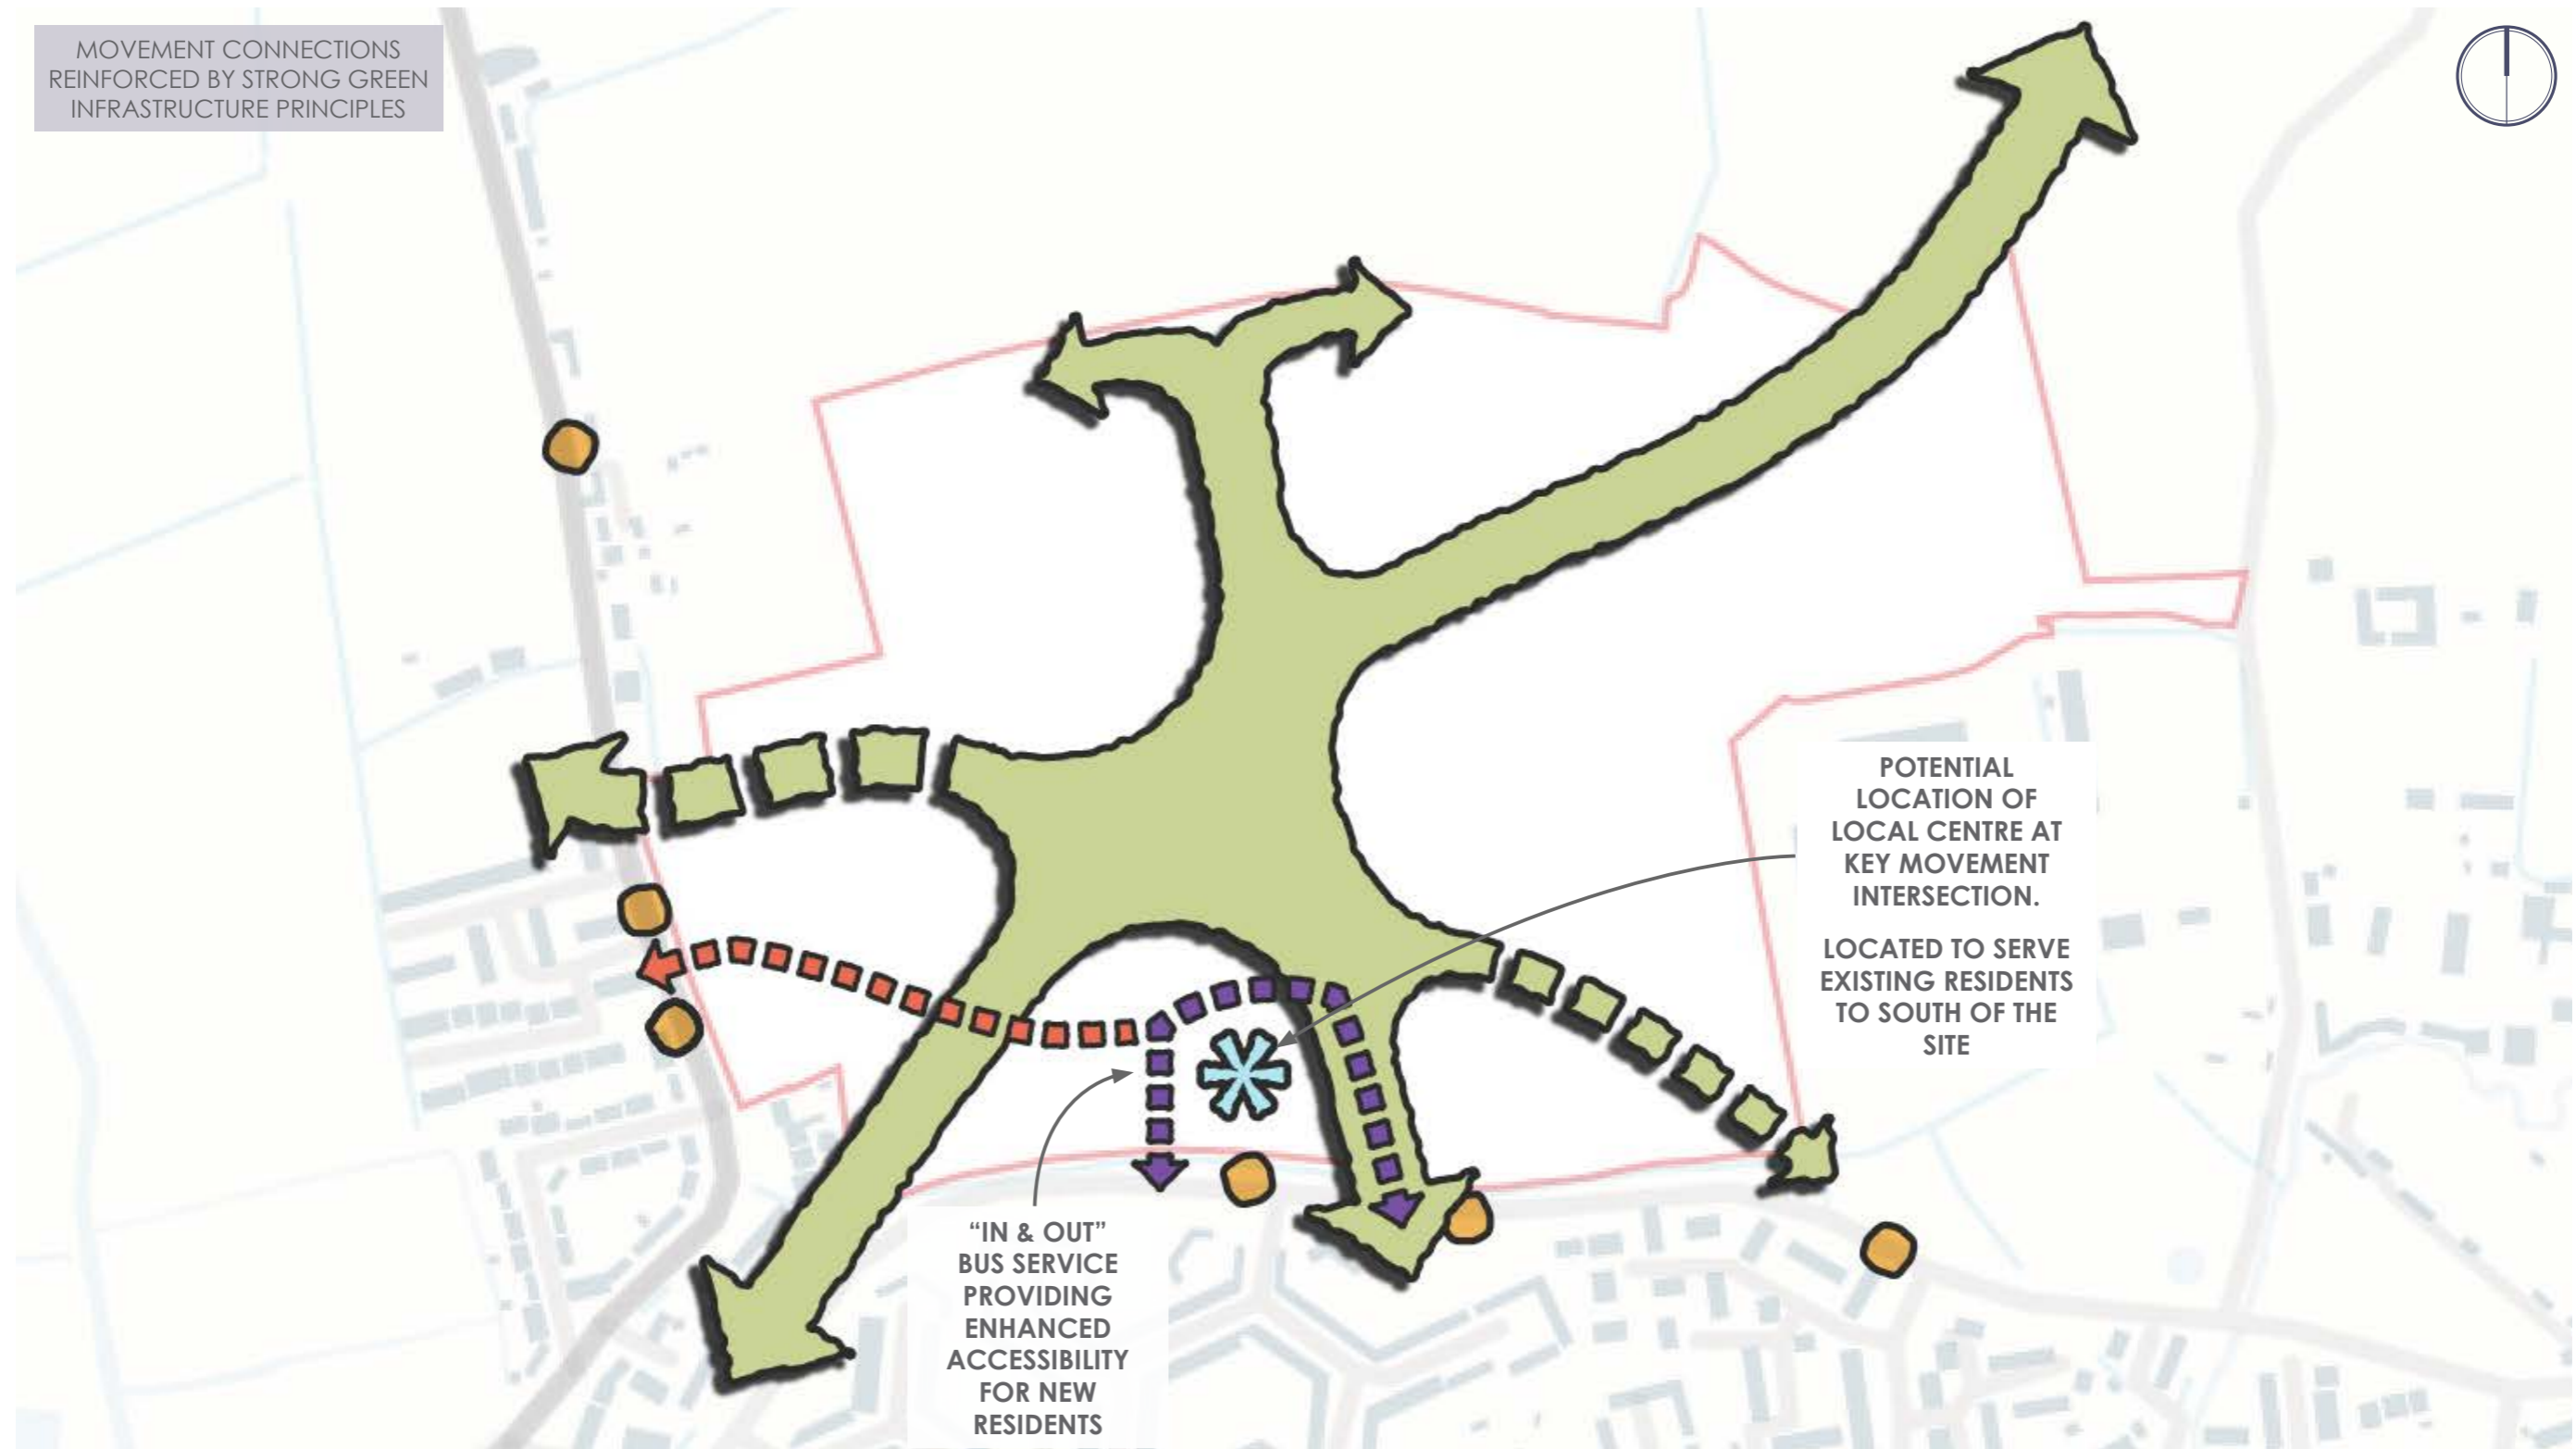 MOVEMENT CONNECTIONS
REINFORCED BY STRONG GREEN
INFRASTRUCTURE PRINCIPLES
POTENTIAL
LOCATION OF
LOCAL CENTRE AT
KEY MOVEMENT
INTERSECTION.
LOCATED TO SERVE
EXISTING RESIDENTS
TO SOUTH OF THE
SITE
“IN & OUT”
BUS SERVICE
PROVIDING
ENHANCED
ACCESSIBILITY
FOR NEW
RESIDENTS